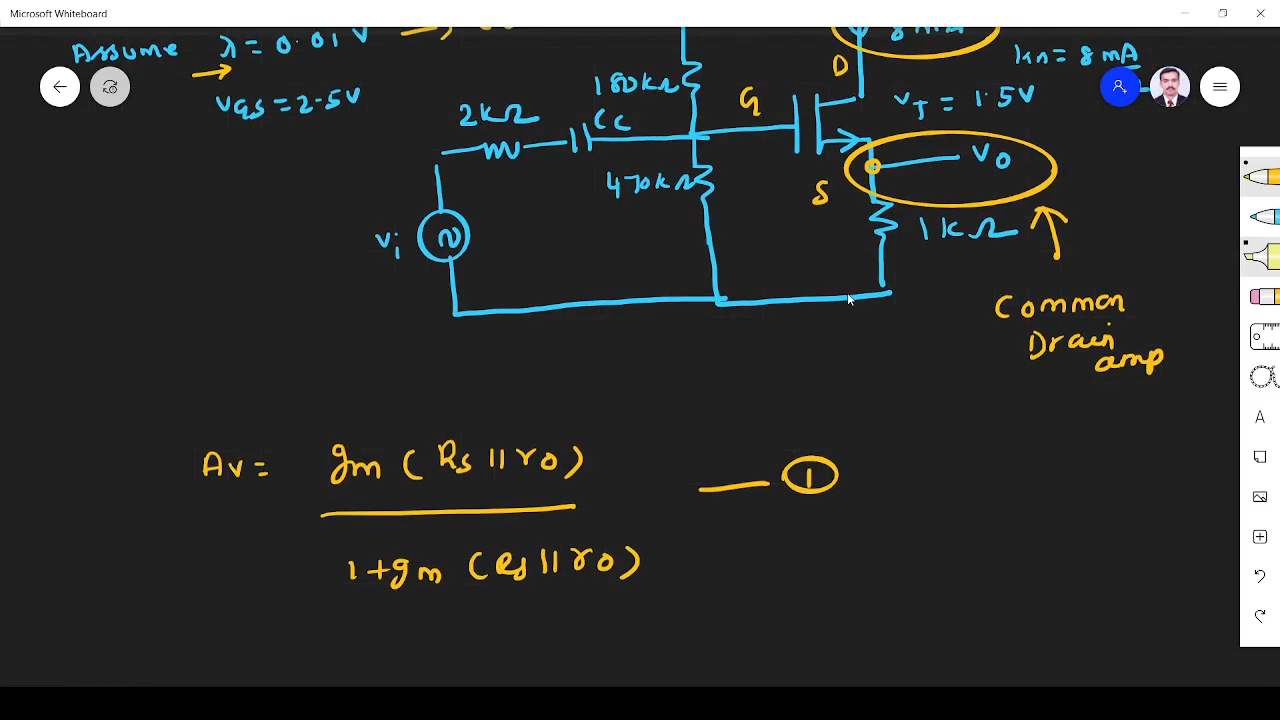 Microsoft Whiteboard
Assume λ = 0.01 V
VGS = 2.5V
180kΩ
D
kn = 8 mA
G
VT = 1.5V
2kΩ
Cc
470kΩ
S
Vo
Vi
1kΩ
Common
Drain
amp
Av = gm (Rs || ro)
1
1+gm (Rs || ro)
A